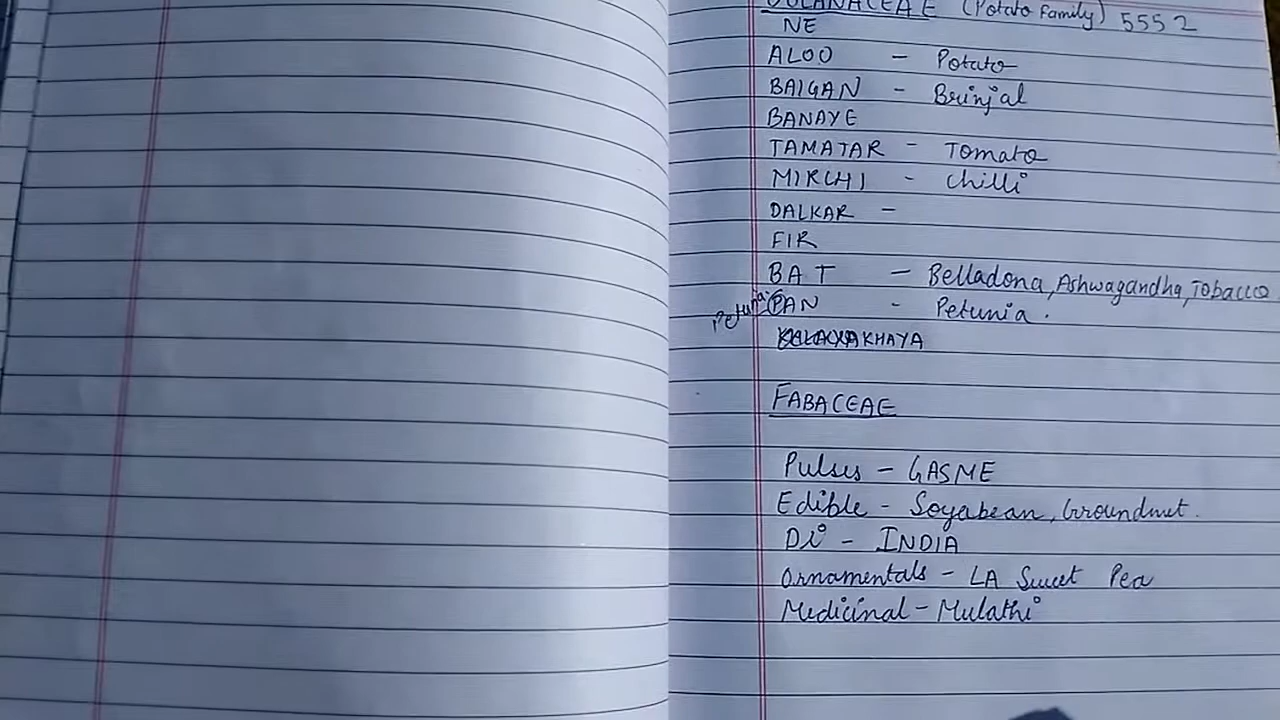 SOLANACEAE (Potato Family) 5552
NE
ALOO - Potato
BAIGAN - Brinjal
BANAYE
TAMATAR - Tomato
MIRCHI - Chilli
DALKAR -
FIR
BAT - Belladona, Ashwagandha, Tobacco
Petunia PAN - Petunia.
KHAYA
FABACEAE
Pulses - GASME
Edible - Soyabean, Groundnut.
Di - INDIA
Ornamentals - LA Sweet Pea
Medicinal - Mulathi